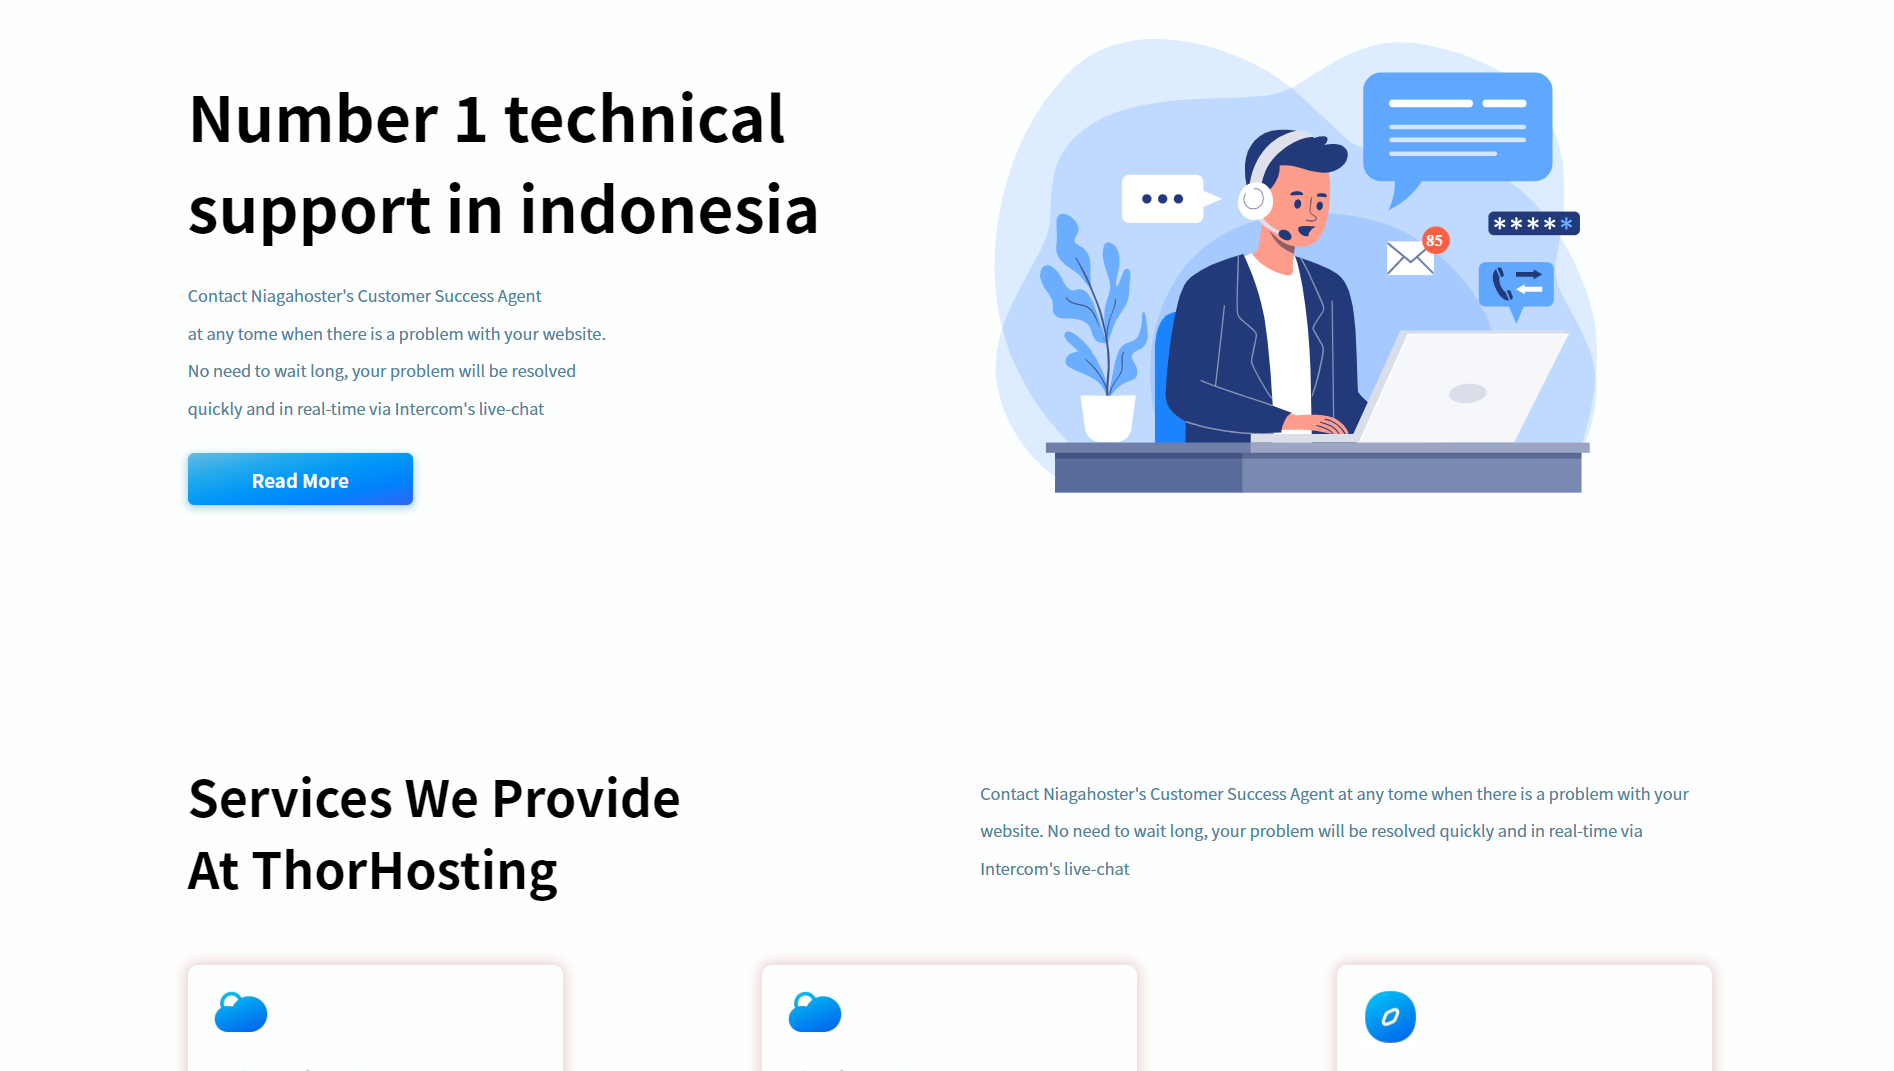 Number 1 technical
support in indonesia
Contact Niagahoster's Customer Success Agent
at any tome when there is a problem with your website.
No need to wait long, your problem will be resolved
quickly and in real-time via Intercom's live-chat
Read More
85
*****
Services We Provide
At ThorHosting
Contact Niagahoster's Customer Success Agent at any tome when there is a problem with your
website. No need to wait long, your problem will be resolved quickly and in real-time via
Intercom's live-chat